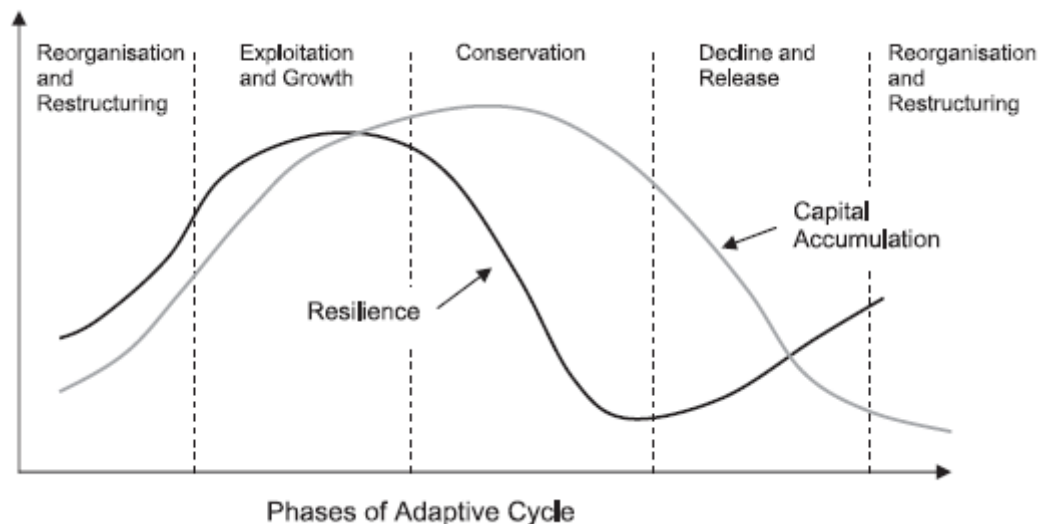 Reorganisation
and
Restructuring
Exploitation
and Growth
Conservation
Decline and
Release
Reorganisation
and
Restructuring
Capital
Accumulation
Resilience
Phases of Adaptive Cycle